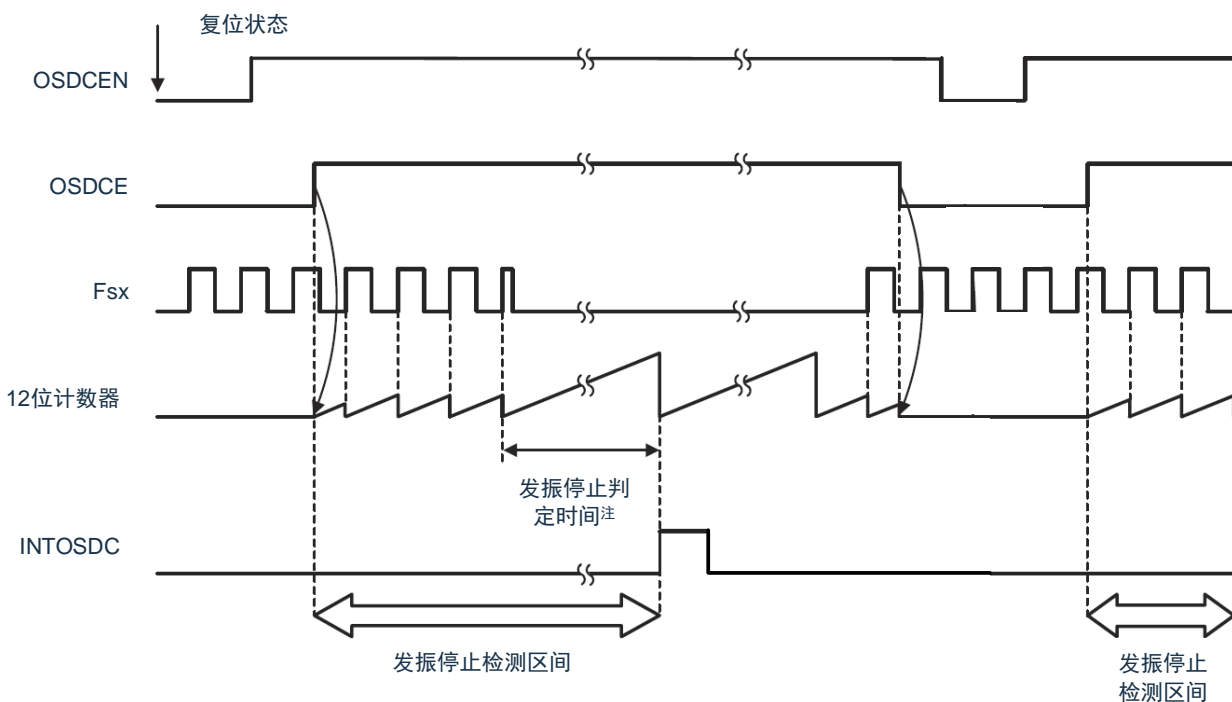 复位状态
OSDCEN
OSDCE
Fsx
12位计数器
发振停止判
定时间注
INTOSDC
发振停止检测区间
发振停止
检测区间